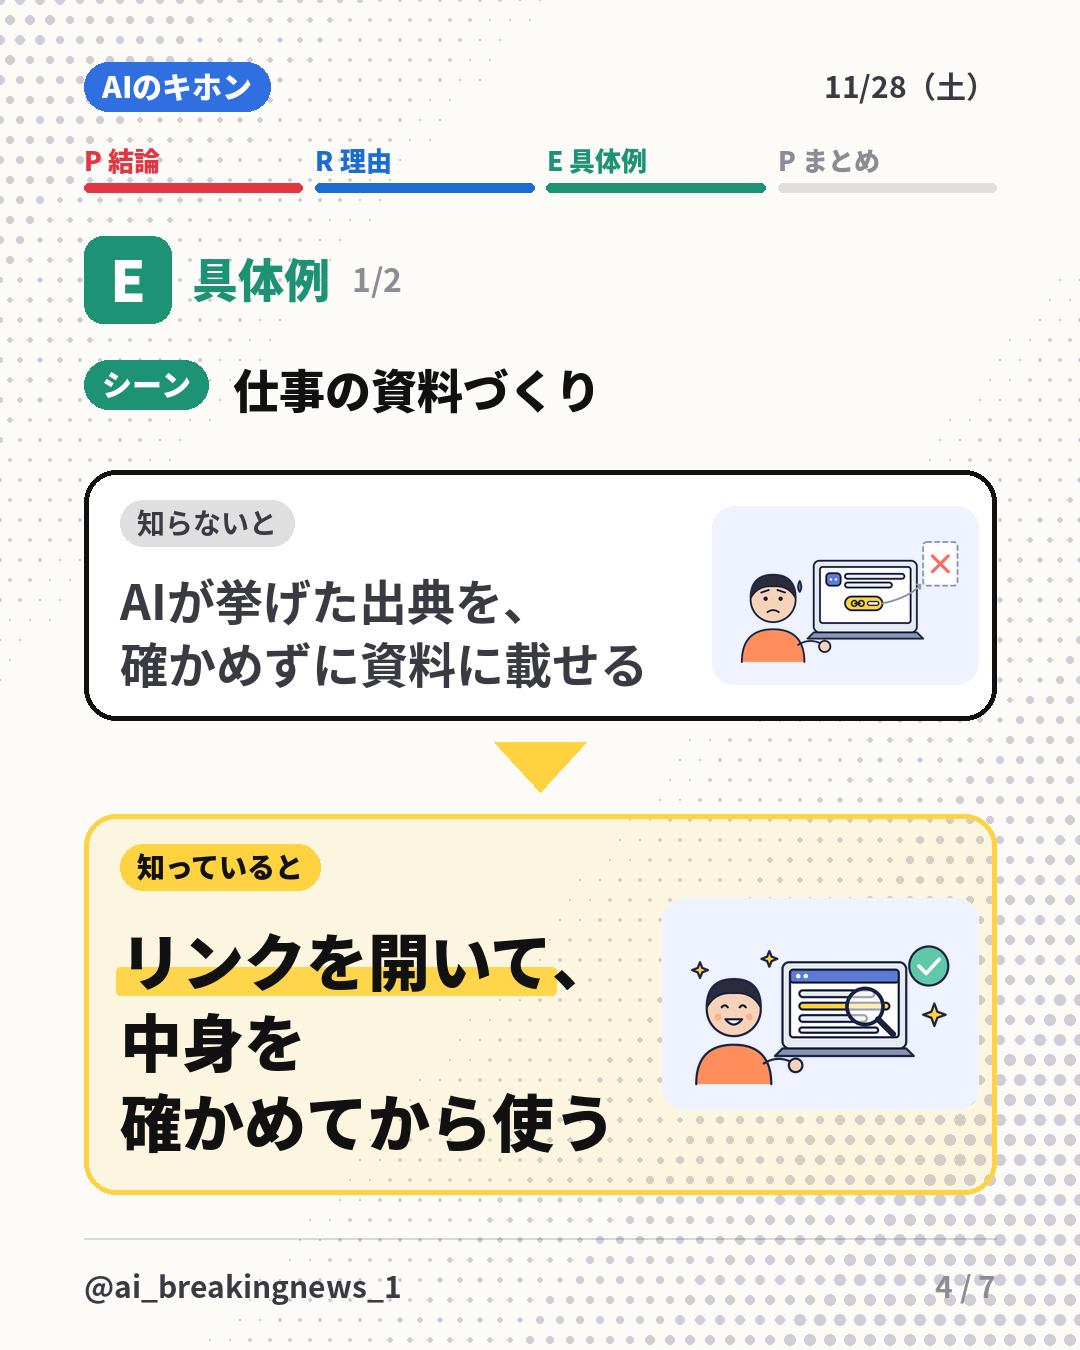 AIのキホン
11/28（土）
P 結論
R 理由
E 具体例
P まとめ
E 具体例 1/2
シーン 仕事の資料づくり
知らないと
AIが挙げた出典を、
確かめずに資料に載せる
知っていると
リンクを開いて、
中身を
確かめてから使う
@ai_breakingnews_1
4 / 7